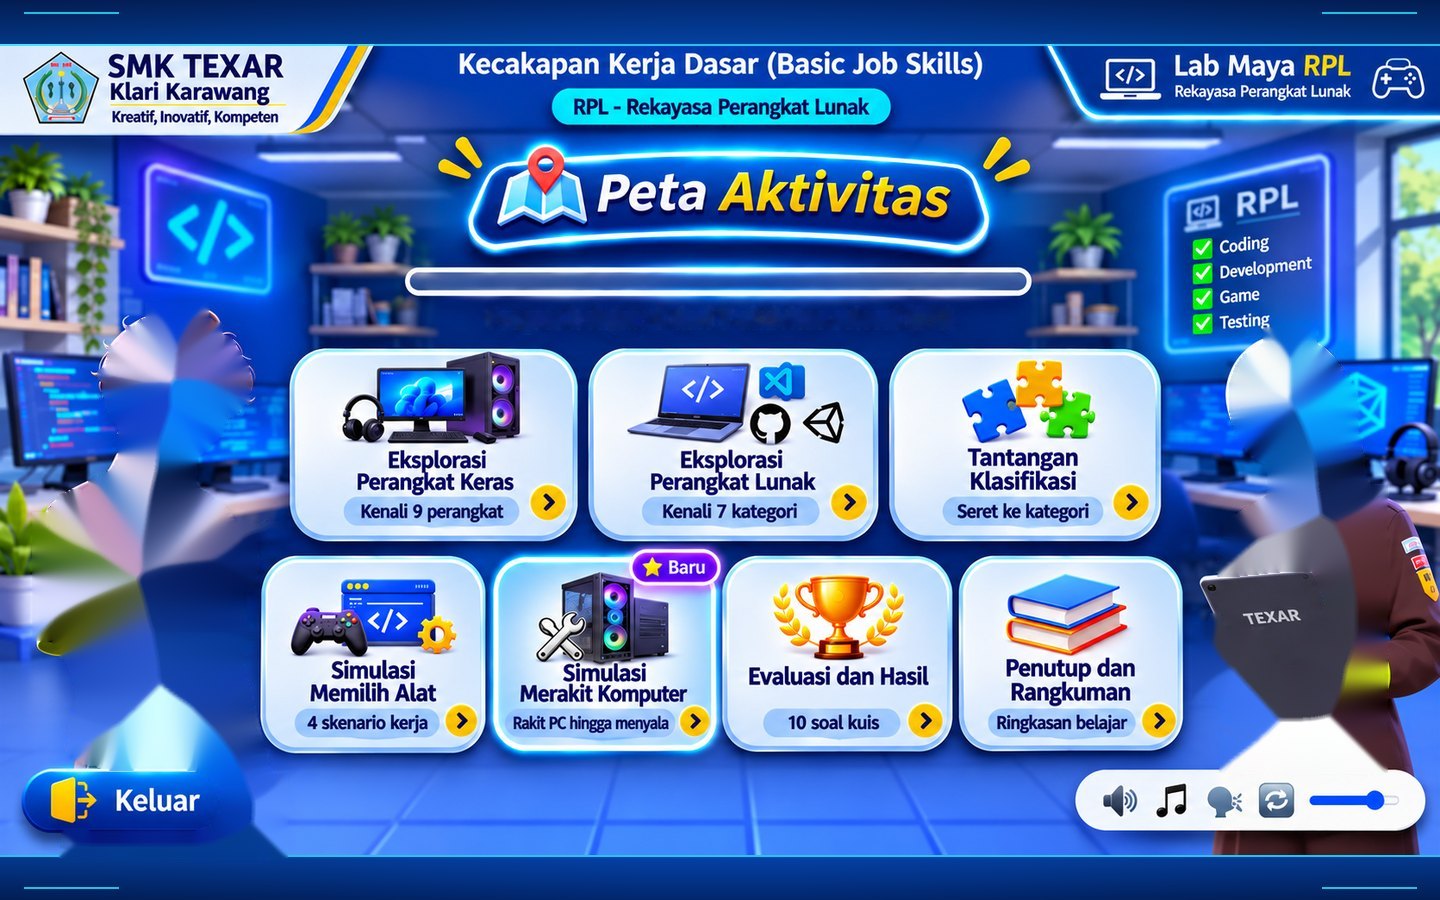 SMK TEXAR
Klari Karawang
Kreatif, Inovatif, Kompeten
Kecakapan Kerja Dasar (Basic Job Skills)
RPL - Rekayasa Perangkat Lunak
Lab Maya RPL
Rekayasa Perangkat Lunak
Peta Aktivitas
</>
RPL
Coding
Development
Game
Testing
Eksplorasi
Perangkat Keras
Kenali 9 perangkat
</>
Eksplorasi
Perangkat Lunak
Kenali 7 kategori
Tantangan
Klasifikasi
Seret ke kategori
</>
Simulasi
Memilih Alat
4 skenario kerja
Baru
Simulasi
Merakit Komputer
Rakit PC hingga menyala
Evaluasi dan Hasil
10 soal kuis
Penutup dan
Rangkuman
Ringkasan belajar
TEXAR
Keluar